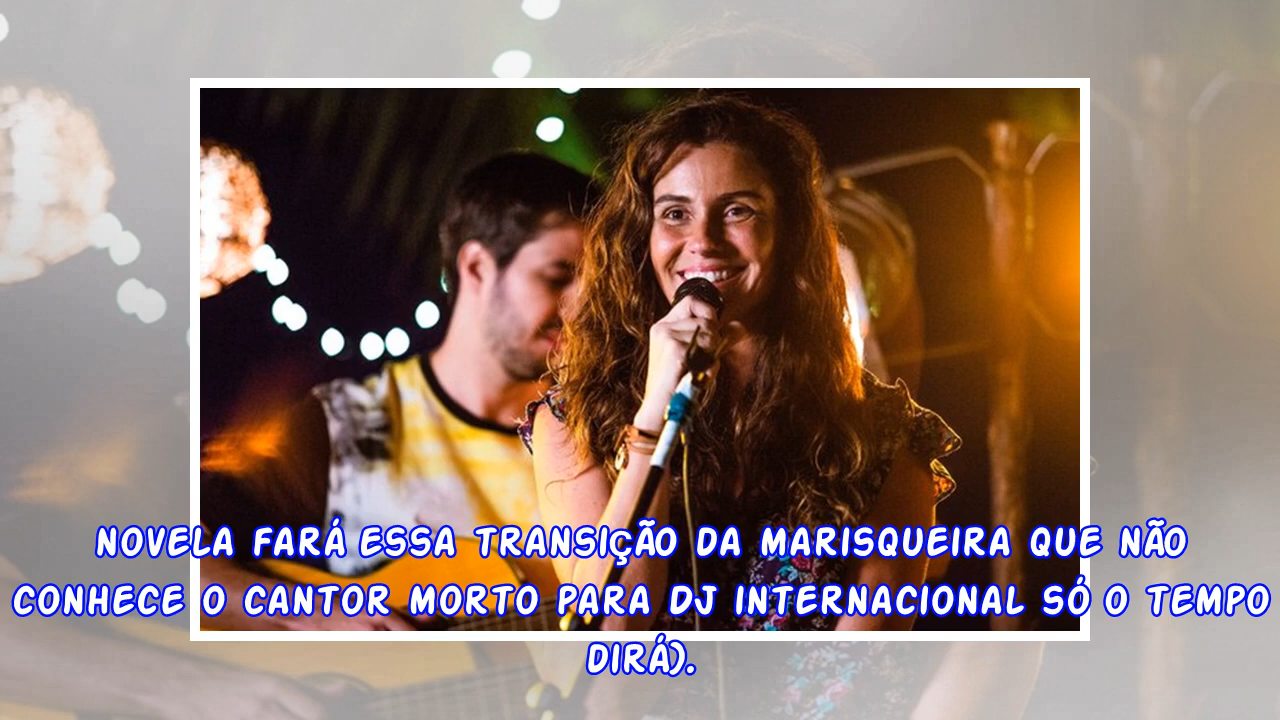 NOVELA FARÁ ESSA TRANSIÇÃO DA MARISQUEIRA QUE NÃO
CONHECE O CANTOR MORTO PARA DJ INTERNACIONAL SÓ O TEMPO
DIRÁ).